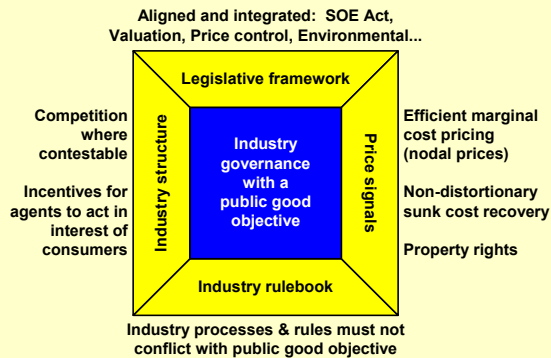 Aligned and integrated: SOE Act,
Valuation, Price control, Environmental...
Legislative framework
Competition
where
contestable
Incentives for
agents to act in
interest of
consumers
Industry structure
Industry
governance
with a
public good
objective
Price signals
Efficient marginal
cost pricing
(nodal prices)
Non-distortionary
sunk cost recovery
Property rights
Industry rulebook
Industry processes & rules must not
conflict with public good objective